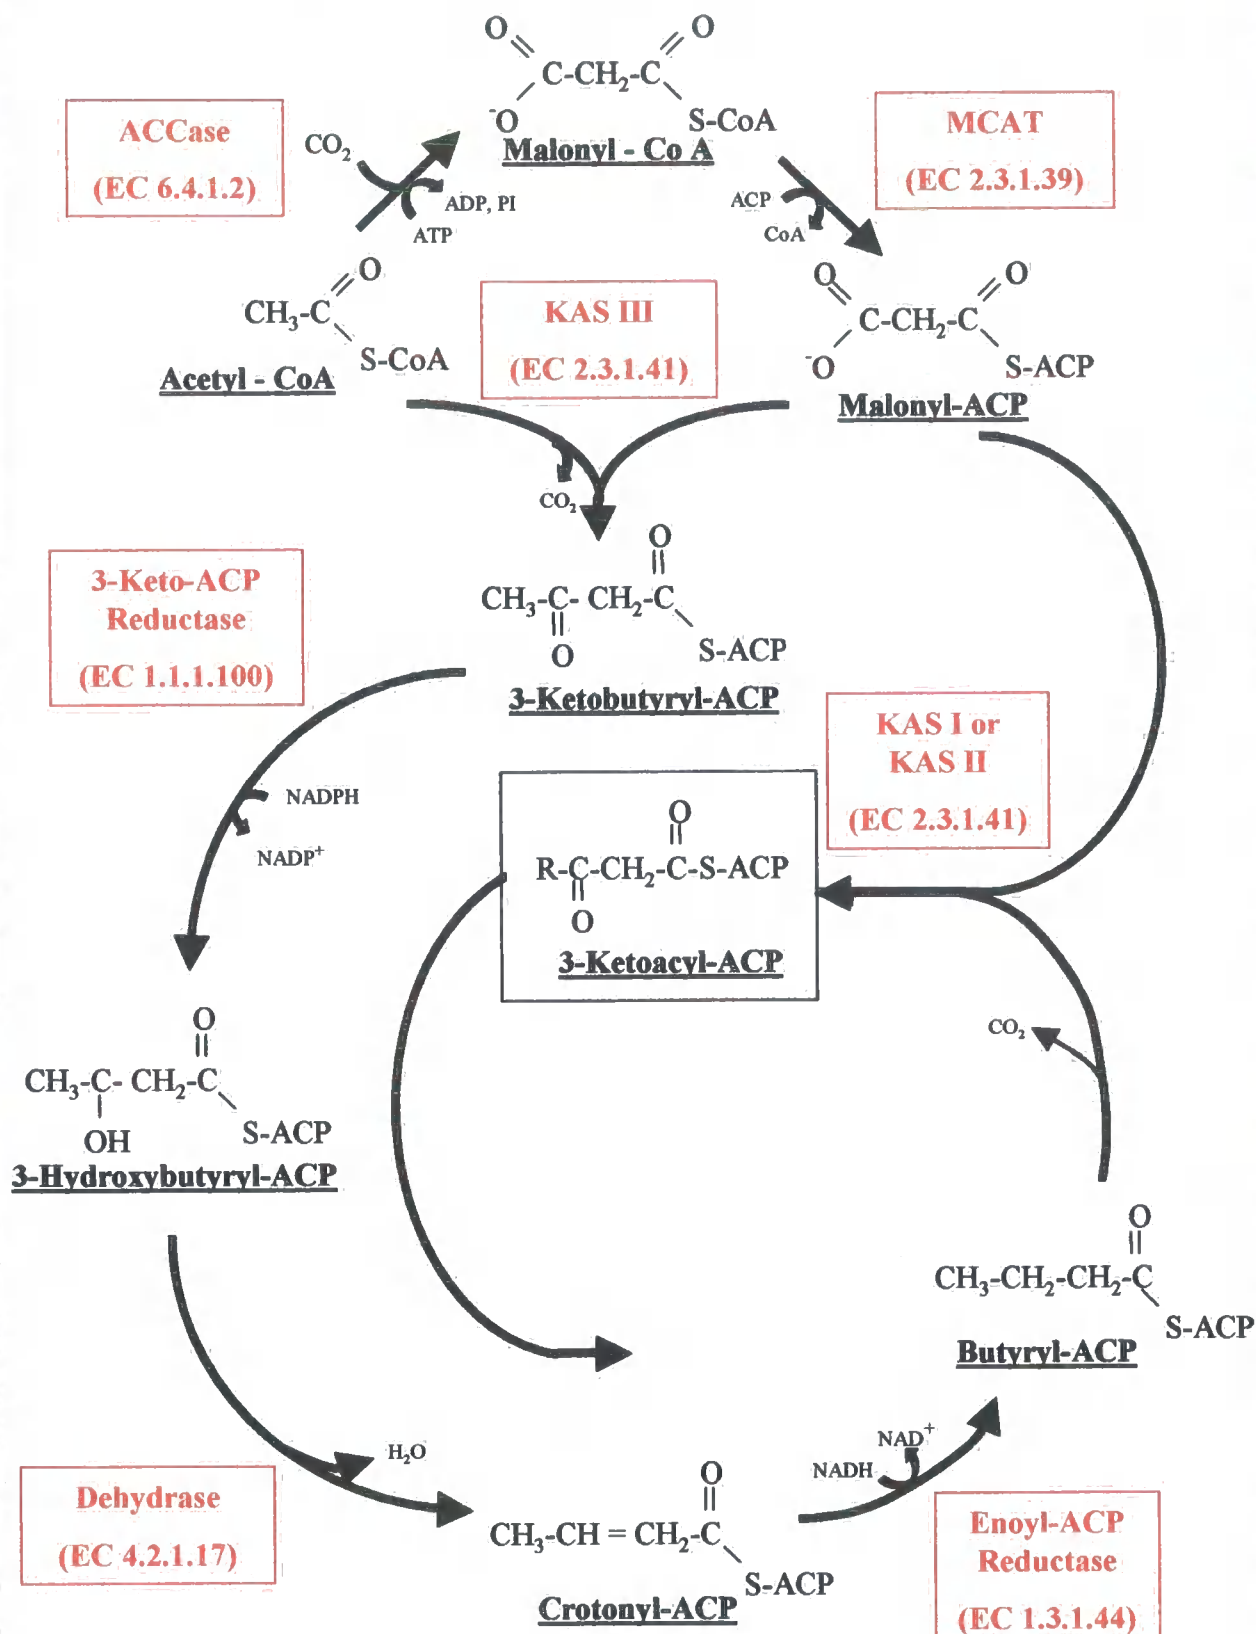 O O
C-CH₂-C
⁻O S-CoA
Malonyl - Co A
ACCase
(EC 6.4.1.2)
CO₂
ADP, PI
ATP
MCAT
(EC 2.3.1.39)
ACP
CoA
O
CH₃-C
S-CoA
Acetyl - CoA
KAS III
(EC 2.3.1.41)
O O
C-CH₂-C
⁻O S-ACP
Malonyl-ACP
CO₂
O
CH₃-C- CH₂-C
O S-ACP
3-Ketobutyryl-ACP
3-Keto-ACP
Reductase
(EC 1.1.1.100)
NADPH
NADP⁺
KAS I or
KAS II
(EC 2.3.1.41)
O
R-C-CH₂-C-S-ACP
O
3-Ketoacyl-ACP
CO₂
O
CH₃-C- CH₂-C
OH S-ACP
3-Hydroxybutyryl-ACP
O
CH₃-CH₂-CH₂-C
S-ACP
Butyryl-ACP
H₂O
Dehydrase
(EC 4.2.1.17)
O
CH₃-CH = CH₂-C
S-ACP
Crotonyl-ACP
NADH
NAD⁺
Enoyl-ACP
Reductase
(EC 1.3.1.44)